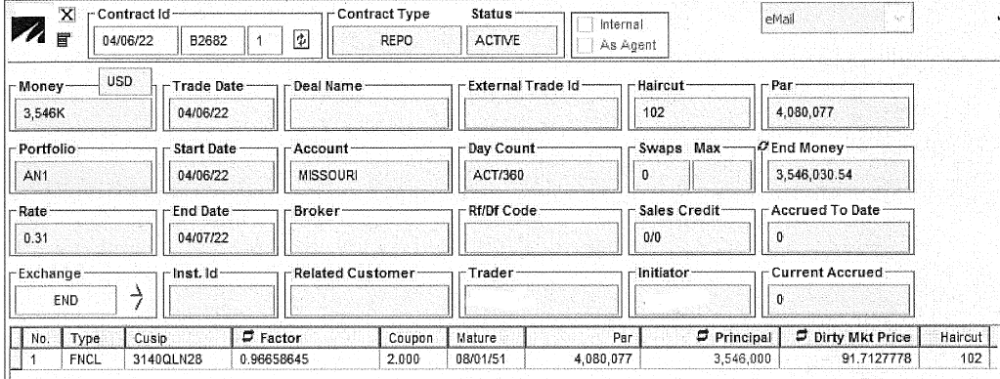 Contract Id Contract Type Status
Internal eMail
04/06/22 B2682 1 REPO ACTIVE
As Agent
USD
Money Trade Date Deal Name External Trade Id Haircut Par
3,546K 04/06/22 102 4,080,077
Portfolio Start Date Account Day Count Swaps Max End Money
AN1 04/06/22 MISSOURI ACT/360 0 3,546,030.54
Rate End Date Broker Rf/Df Code Sales Credit Accrued To Date
0.31 04/07/22 0/0 0
Exchange Inst. Id Related Customer Trader Initiator Current Accrued
END 0
No. Type Cusip Factor Coupon Mature Par Principal Dirty Mkt Price Haircut
1 FNCL 3140QLN28 0.96658645 2.000 08/01/51 4,080,077 3,546,000 91.7127778 102